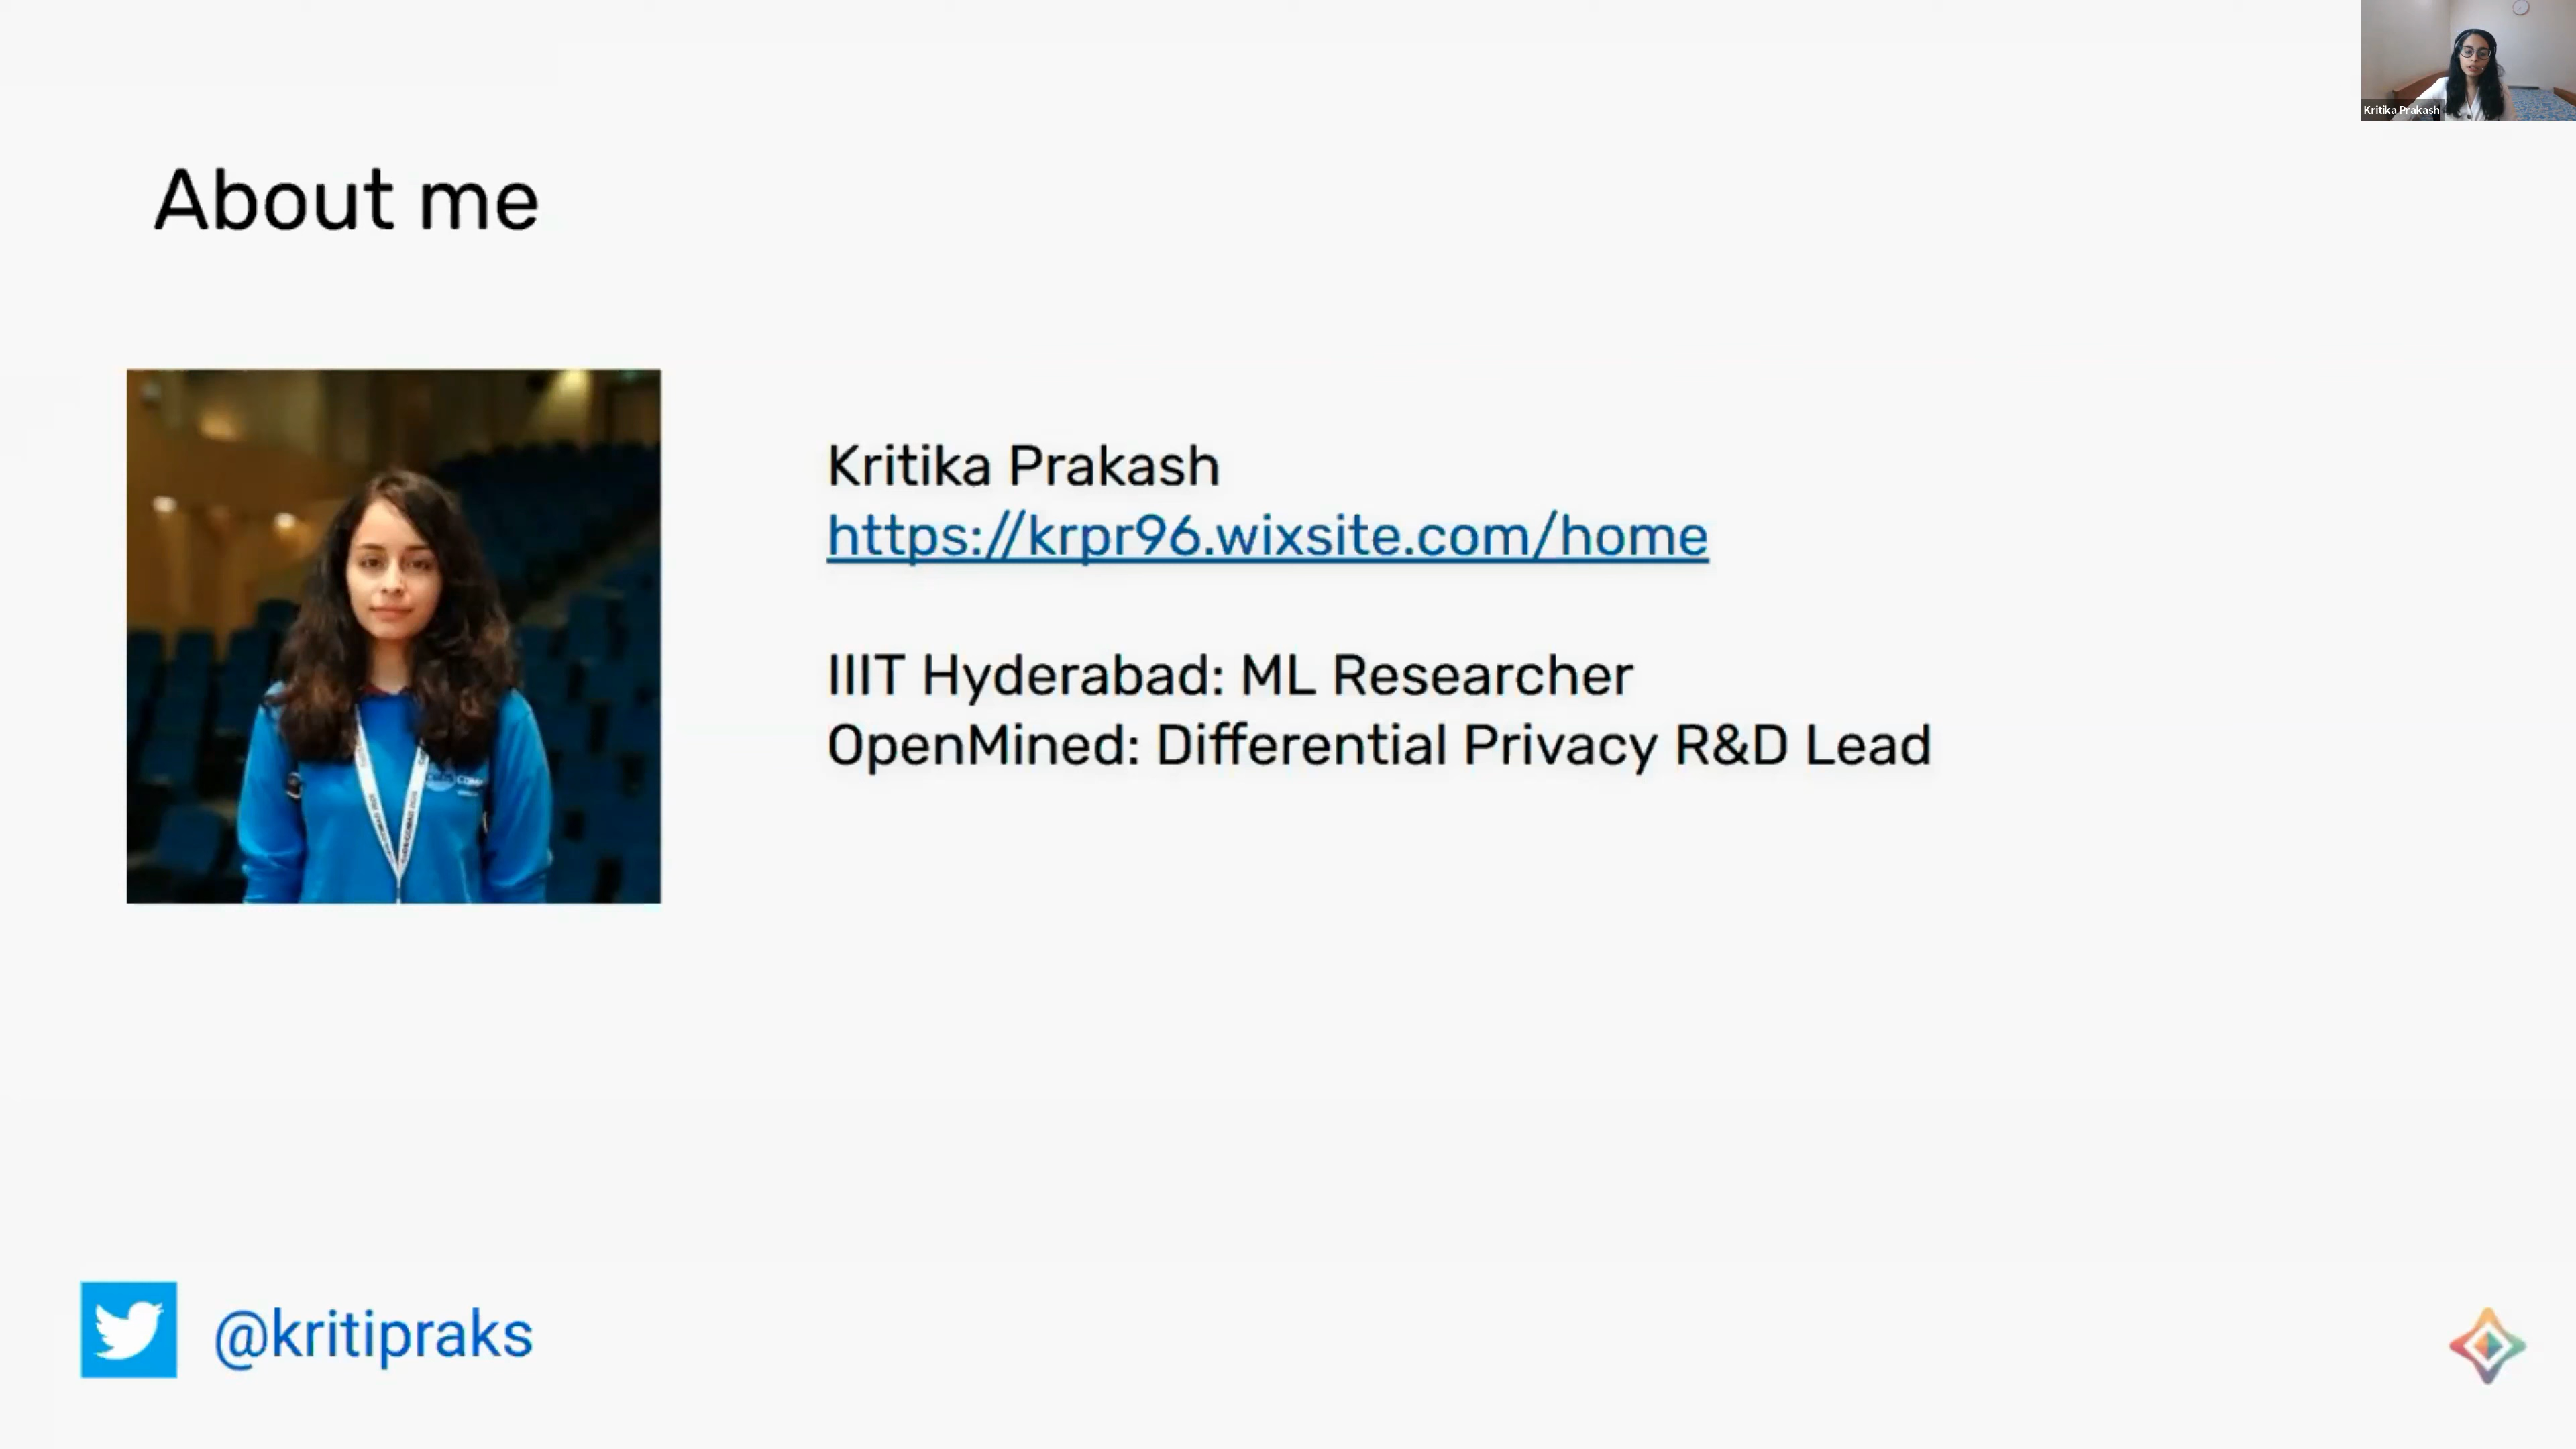 Kritika Prakash
About me
Kritika Prakash
https://krpr96.wixsite.com/home
IIIT Hyderabad: ML Researcher
OpenMined: Differential Privacy R&D Lead
@kritipraks